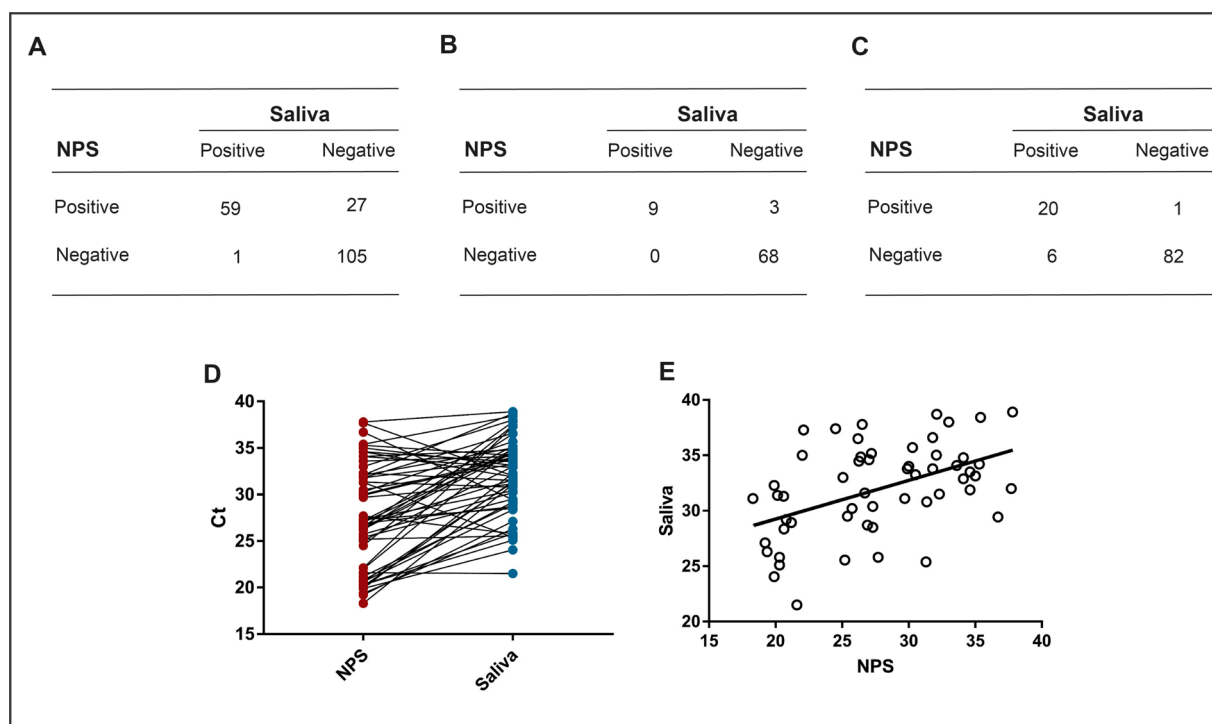 A
Saliva
NPS Positive Negative
Positive 59 27
Negative 1 105
B
Saliva
NPS Positive Negative
Positive 9 3
Negative 0 68
C
Saliva
NPS Positive Negative
Positive 20 1
Negative 6 82
D
Ct
40
35
30
25
20
15
NPS Saliva
E
Saliva
40
35
30
25
20
15 20 25 30 35 40
NPS